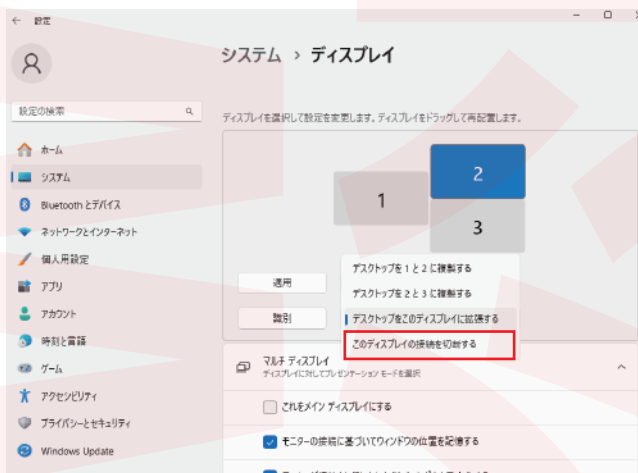 設定
システム › ディスプレイ
設定の検索
ディスプレイを選択して設定を変更します。ディスプレイをドラッグして再配置します。
ホーム
システム
Bluetooth とデバイス
ネットワークとインターネット
個人用設定
アプリ
アカウント
時刻と言語
ゲーム
アクセシビリティ
プライバシーとセキュリティ
Windows Update
1
2
3
適用
識別
デスクトップを 1 と 2 に複製する
デスクトップを 2 と 3 に複製する
デスクトップをこのディスプレイに拡張する
このディスプレイの接続を切断する
マルチ ディスプレイ
ディスプレイに対してプレゼンテーション モードを選択
これをメイン ディスプレイにする
モニターの接続に基づいてウィンドウの位置を記憶する